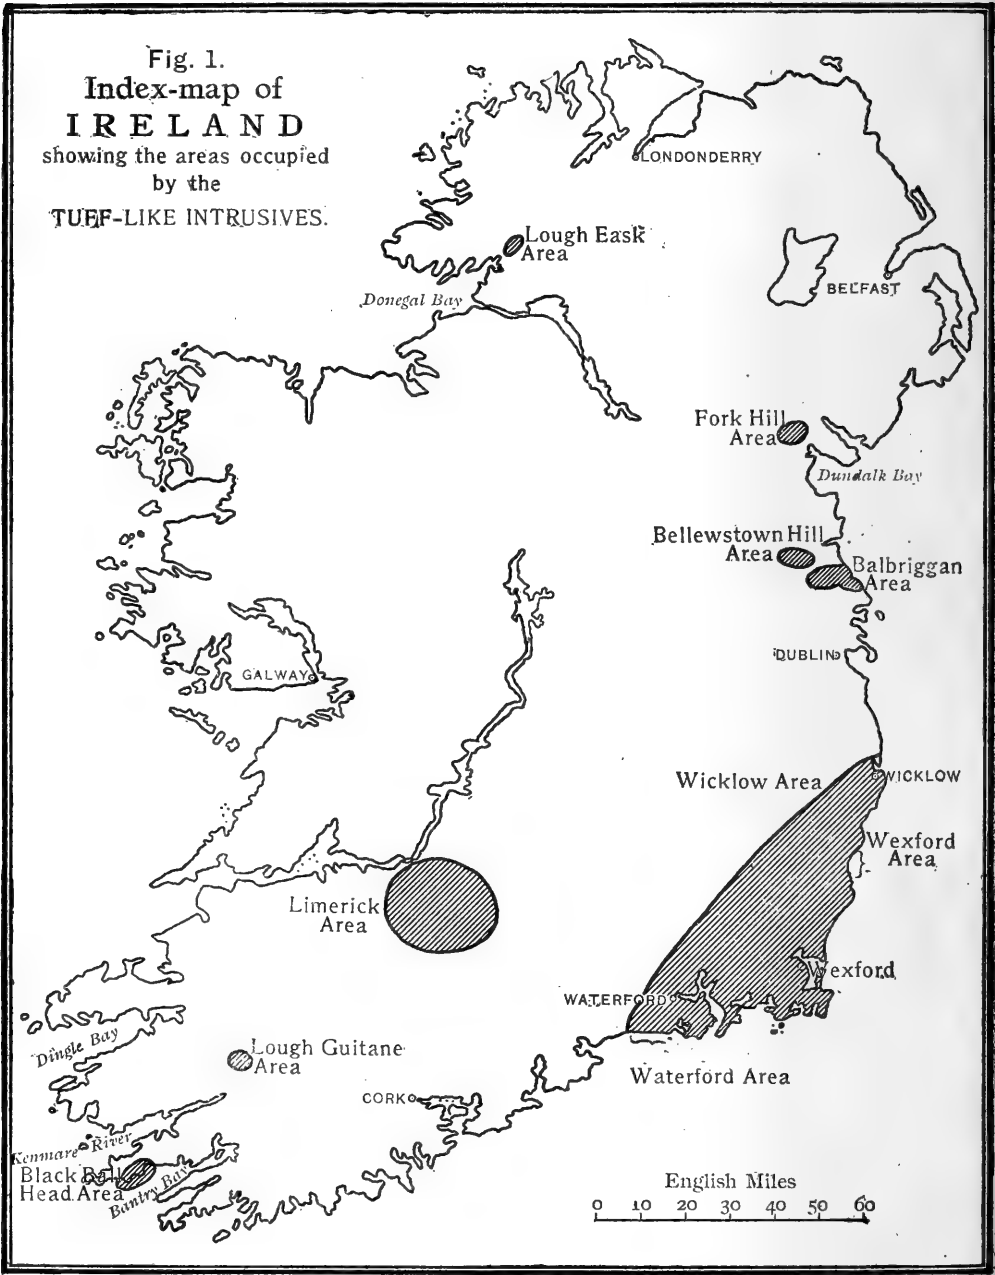 Fig. 1.
Index-map of
IRELAND
showing the areas occupied
by the
TUFF-LIKE INTRUSIVES.
LONDONDERRY
Lough Eask
Area
BELFAST
Donegal Bay
Fork Hill
Area
Dundalk Bay
Bellewstown Hill
Area
Balbriggan
Area
DUBLIN
GALWAY
Wicklow Area
WICKLOW
Wexford
Area
Limerick
Area
Wexford
WATERFORD
Dingle Bay
Lough Guitane
Area
Waterford Area
CORK
Kenmare River
Black Ball
Head Area
Bantry Bay
English Miles
0 10 20 30 40 50 60